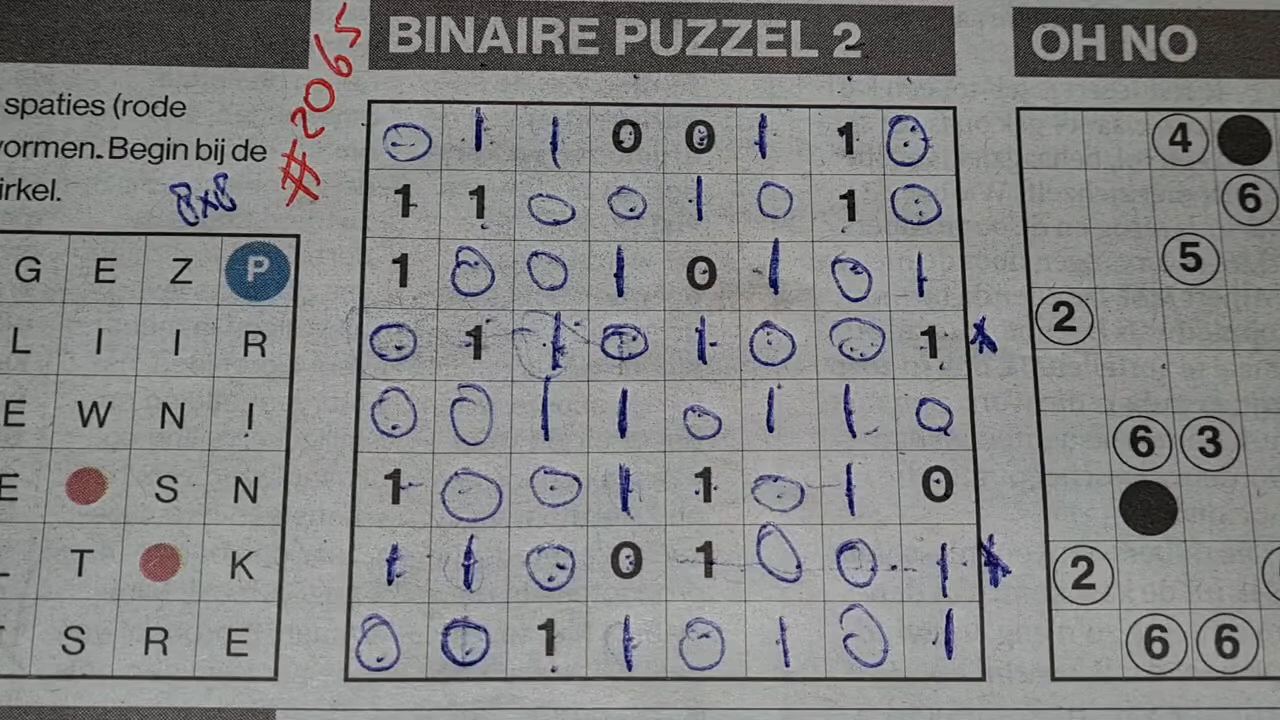 #2065
BINAIRE PUZZEL 2
OH NO
spaties (rode
vormen. Begin bij de
irkel.
8x8
G E Z P
L I I R
E W N !
E S N
T K
S R E
0 1 1 0 0 1 1 0
1 1 0 0 1 0 1 0
1 0 0 1 0 1 0 1
0 1 1 0 1 0 0 1 *
0 0 1 1 0 1 1 0
1 0 0 1 1 0 1 0
1 1 0 0 1 0 0 1 *
0 0 1 1 0 1 0 1
4
6
5
2
6 3
2
6 6